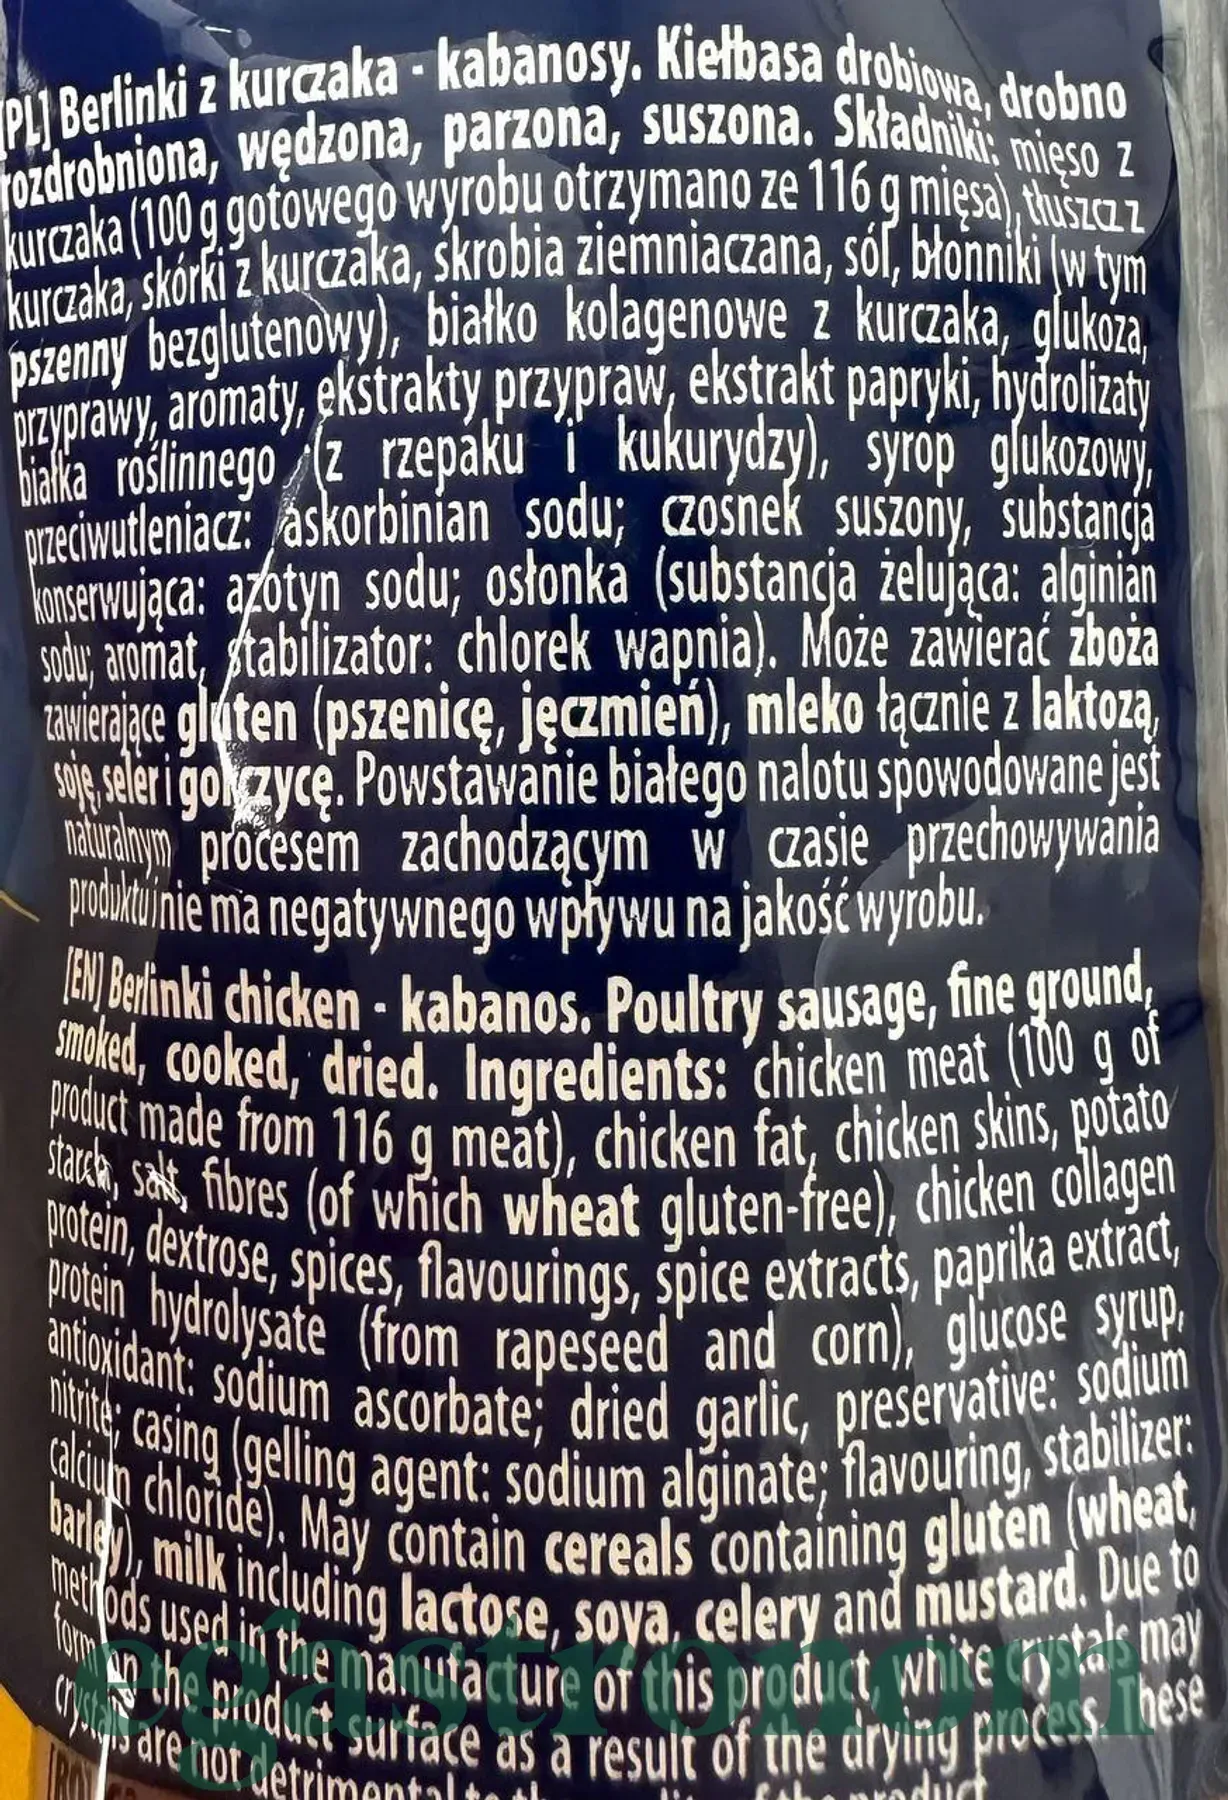 [PL] Berlinki z kurczaka - kabanosy. Kiełbasa drobiowa, drobno
rozdrobniona, wędzona, parzona, suszona. Składniki: mięso z
kurczaka (100 g gotowego wyrobu otrzymano ze 116 g mięsa), tłuszcz z
kurczaka, skórki z kurczaka, skrobia ziemniaczana, sól, błonniki (w tym
pszenny bezglutenowy), białko kolagenowe z kurczaka, glukoza,
przyprawy, aromaty, ekstrakty przypraw, ekstrakt papryki, hydrolizaty
białka roślinnego (z rzepaku i kukurydzy), syrop glukozowy,
przeciwutleniacz: askorbinian sodu; czosnek suszony, substancja
konserwująca: azotyn sodu; osłonka (substancja żelująca: alginian
sodu; aromat, stabilizator: chlorek wapnia). Może zawierać zboża
zawierające gluten (pszenicę, jęczmień), mleko łącznie z laktozą,
soję, seler i gorczycę. Powstawanie białego nalotu spowodowane jest
naturalnym procesem zachodzącym w czasie przechowywania
produktu i nie ma negatywnego wpływu na jakość wyrobu.
[EN] Berlinki chicken - kabanos. Poultry sausage, fine ground,
smoked, cooked, dried. Ingredients: chicken meat (100 g of
product made from 116 g meat), chicken fat, chicken skins, potato
starch, salt, fibres (of which wheat gluten-free), chicken collagen
protein, dextrose, spices, flavourings, spice extracts, paprika extract,
protein hydrolysate (from rapeseed and corn), glucose syrup,
antioxidant: sodium ascorbate; dried garlic, preservative: sodium
nitrite; casing (gelling agent: sodium alginate; flavouring, stabilizer:
calcium chloride). May contain cereals containing gluten (wheat,
barley), milk including lactose, soya, celery and mustard. Due to
methods used in the manufacture of this product, white crystals may
form on the product surface as a result of the drying process. These
crystals are not detrimental to the quality of the product
egastronom